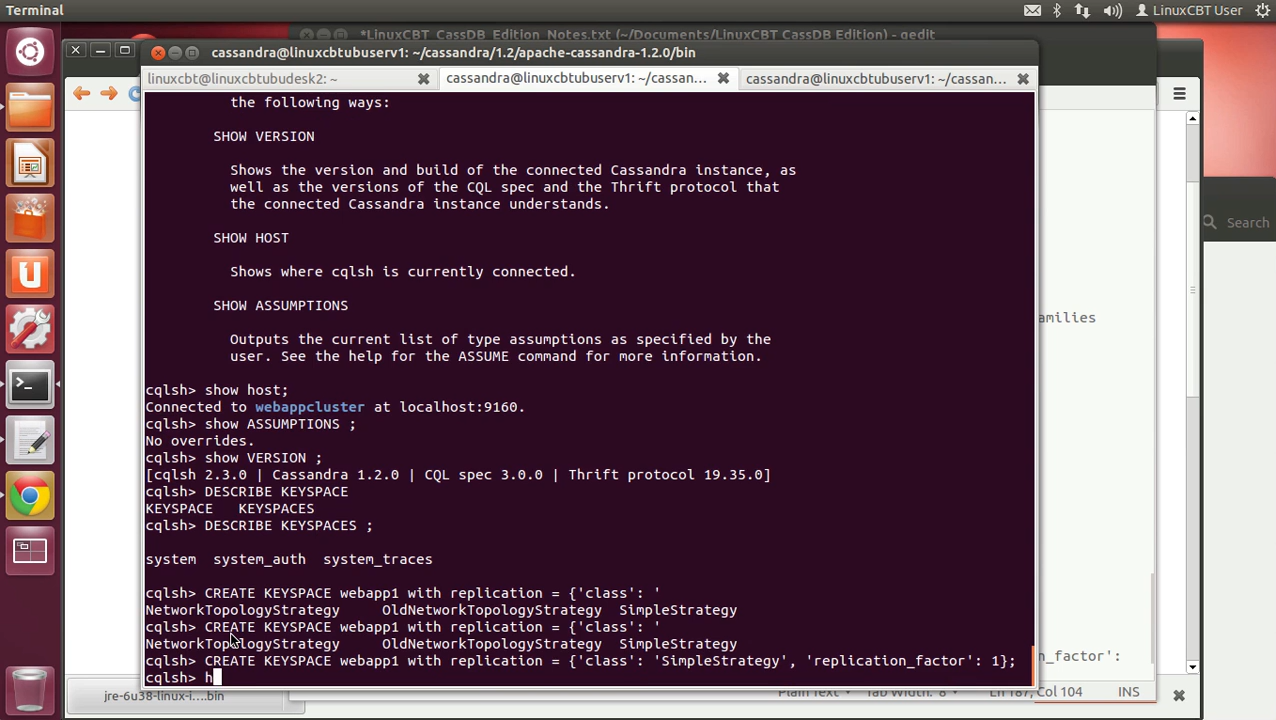 Terminal
LinuxCBT User
*LinuxCBT_CassDB_Edition_Notes.txt (~/Documents/LinuxCBT_CassDB_Edition) - gedit
cassandra@linuxcbtubuserv1: ~/cassandra/1.2/apache-cassandra-1.2.0/bin
linuxcbt@linuxcbtubudesk2: ~
cassandra@linuxcbtubuserv1: ~/cassan...
cassandra@linuxcbtubuserv1: ~/cassan...
the following ways:
SHOW VERSION
Shows the version and build of the connected Cassandra instance, as
well as the versions of the CQL spec and the Thrift protocol that
the connected Cassandra instance understands.
SHOW HOST
Shows where cqlsh is currently connected.
SHOW ASSUMPTIONS
Outputs the current list of type assumptions as specified by the
user. See the help for the ASSUME command for more information.
cqlsh> show host;
Connected to webappcluster at localhost:9160.
cqlsh> show ASSUMPTIONS ;
No overrides.
cqlsh> show VERSION ;
[cqlsh 2.3.0 | Cassandra 1.2.0 | CQL spec 3.0.0 | Thrift protocol 19.35.0]
cqlsh> DESCRIBE KEYSPACE
KEYSPACE   KEYSPACES
cqlsh> DESCRIBE KEYSPACES ;
system  system_auth  system_traces
cqlsh> CREATE KEYSPACE webapp1 with replication = {'class': '
NetworkTopologyStrategy     OldNetworkTopologyStrategy  SimpleStrategy
cqlsh> CREATE KEYSPACE webapp1 with replication = {'class': '
NetworkTopologyStrategy     OldNetworkTopologyStrategy  SimpleStrategy
cqlsh> CREATE KEYSPACE webapp1 with replication = {'class': 'SimpleStrategy', 'replication_factor': 1};
cqlsh> h
Search
amilies
n_factor':
jre-6u38-linux-i....bin
Plain Text
Tab Width: 8
Ln 187, Col 104
INS